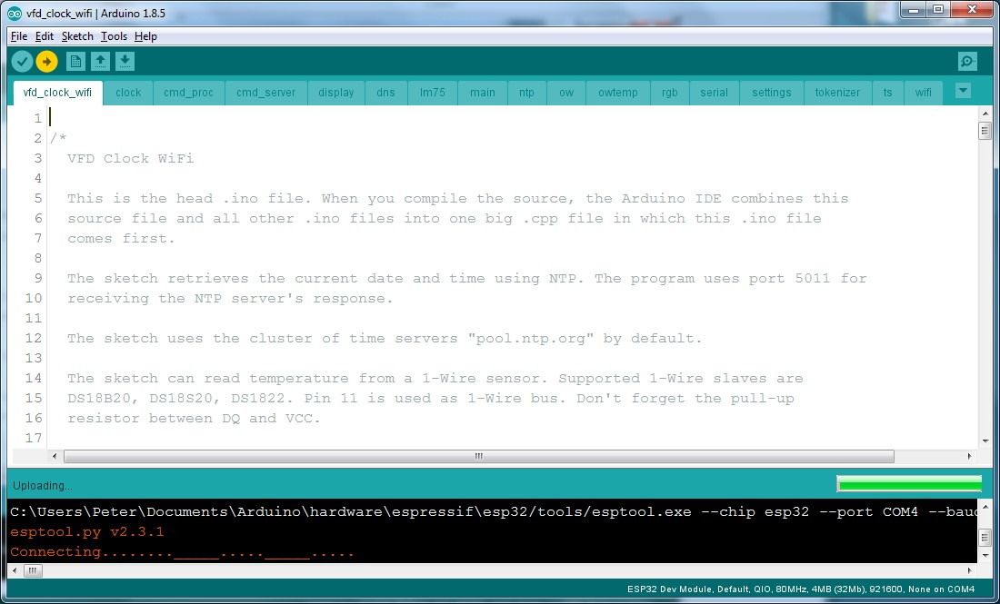 vfd_clock_wifi | Arduino 1.8.5
File Edit Sketch Tools Help
vfd_clock_wifi clock cmd_proc cmd_server display dns lm75 main ntp ow owtemp rgb serial settings tokenizer ts wifi
1
2 /*
3 VFD Clock WiFi
4
5 This is the head .ino file. When you compile the source, the Arduino IDE combines this
6 source file and all other .ino files into one big .cpp file in which this .ino file
7 comes first.
8
9 The sketch retrieves the current date and time using NTP. The program uses port 5011 for
10 receiving the NTP server's response.
11
12 The sketch uses the cluster of time servers "pool.ntp.org" by default.
13
14 The sketch can read temperature from a 1-Wire sensor. Supported 1-Wire slaves are
15 DS18B20, DS18S20, DS1822. Pin 11 is used as 1-Wire bus. Don't forget the pull-up
16 resistor between DQ and VCC.
17
Uploading...
C:\Users\Peter\Documents\Arduino\hardware\espressif\esp32/tools/esptool.exe --chip esp32 --port COM4 --baud
esptool.py v2.3.1
Connecting........_____....._____.....
ESP32 Dev Module, Default, QIO, 80MHz, 4MB (32Mb), 921600, None on COM4